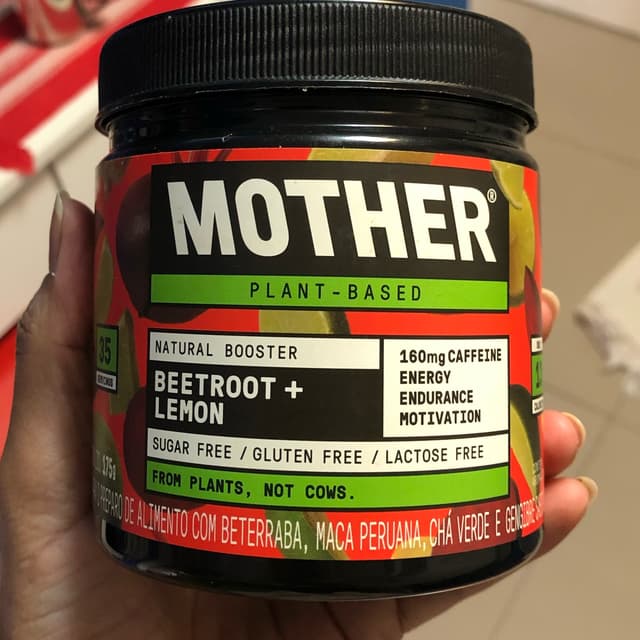 MOTHER®
PLANT-BASED
NATURAL BOOSTER
BEETROOT +
LEMON
160mg CAFFEINE
ENERGY
ENDURANCE
MOTIVATION
SUGAR FREE / GLUTEN FREE / LACTOSE FREE
FROM PLANTS, NOT COWS.
35
175g
PREPARO DE ALIMENTO COM BETERRABA, MACA PERUANA, CHÁ VERDE E